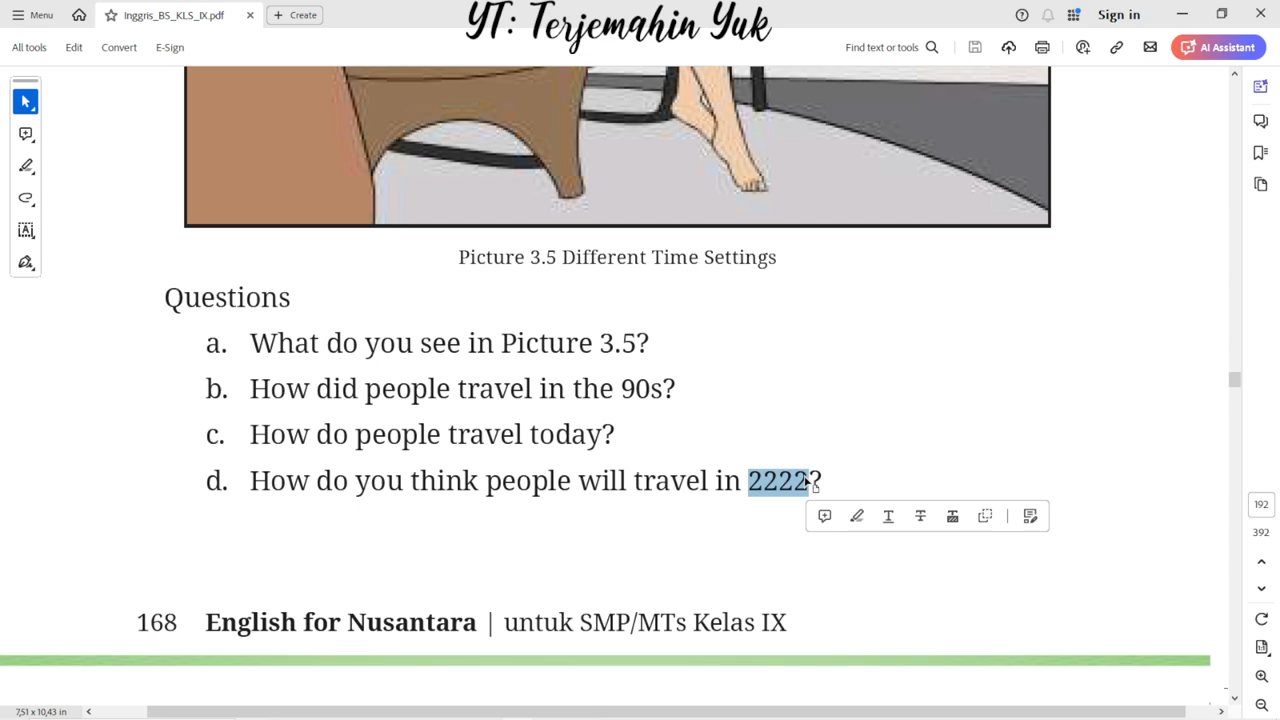 YT: Terjemahin Yuk
Menu
Inggris_BS_KLS_IX.pdf
Create
Sign in
All tools
Edit
Convert
E-Sign
Find text or tools
AI Assistant
Picture 3.5 Different Time Settings
Questions
a. What do you see in Picture 3.5?
b. How did people travel in the 90s?
c. How do people travel today?
d. How do you think people will travel in 2222?
192
392
168 English for Nusantara | untuk SMP/MTs Kelas IX
7,51 x 10,43 in